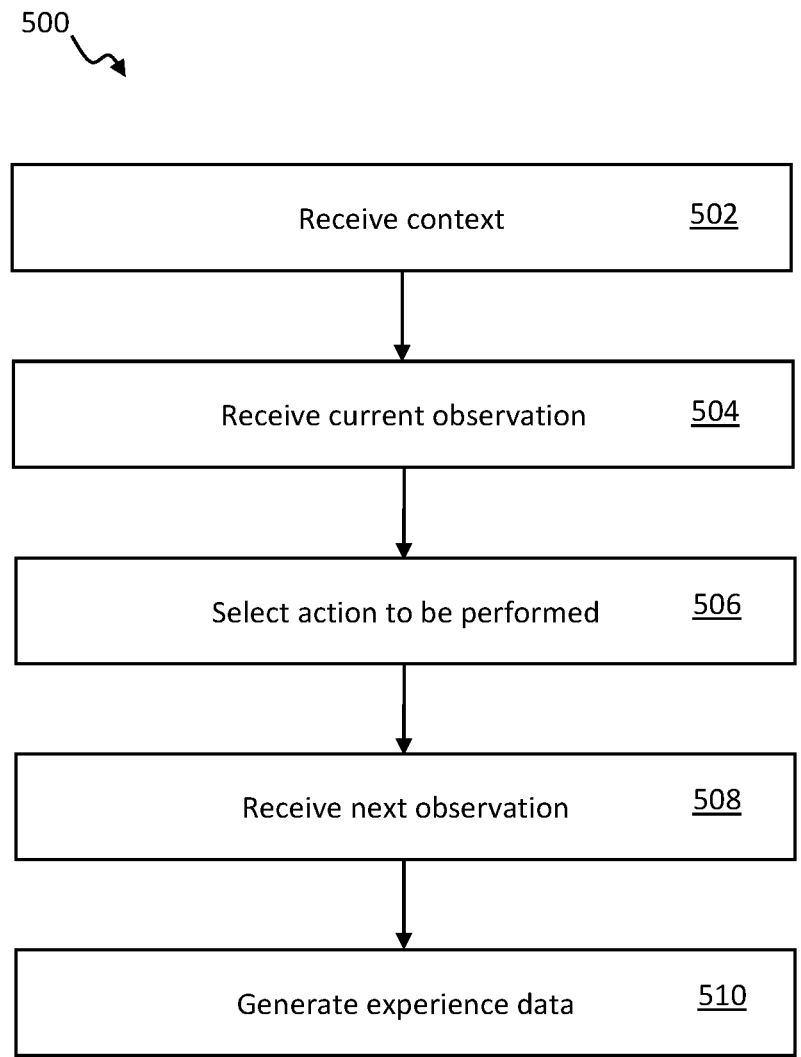 500
Receive context 502
Receive current observation 504
Select action to be performed 506
Receive next observation 508
Generate experience data 510